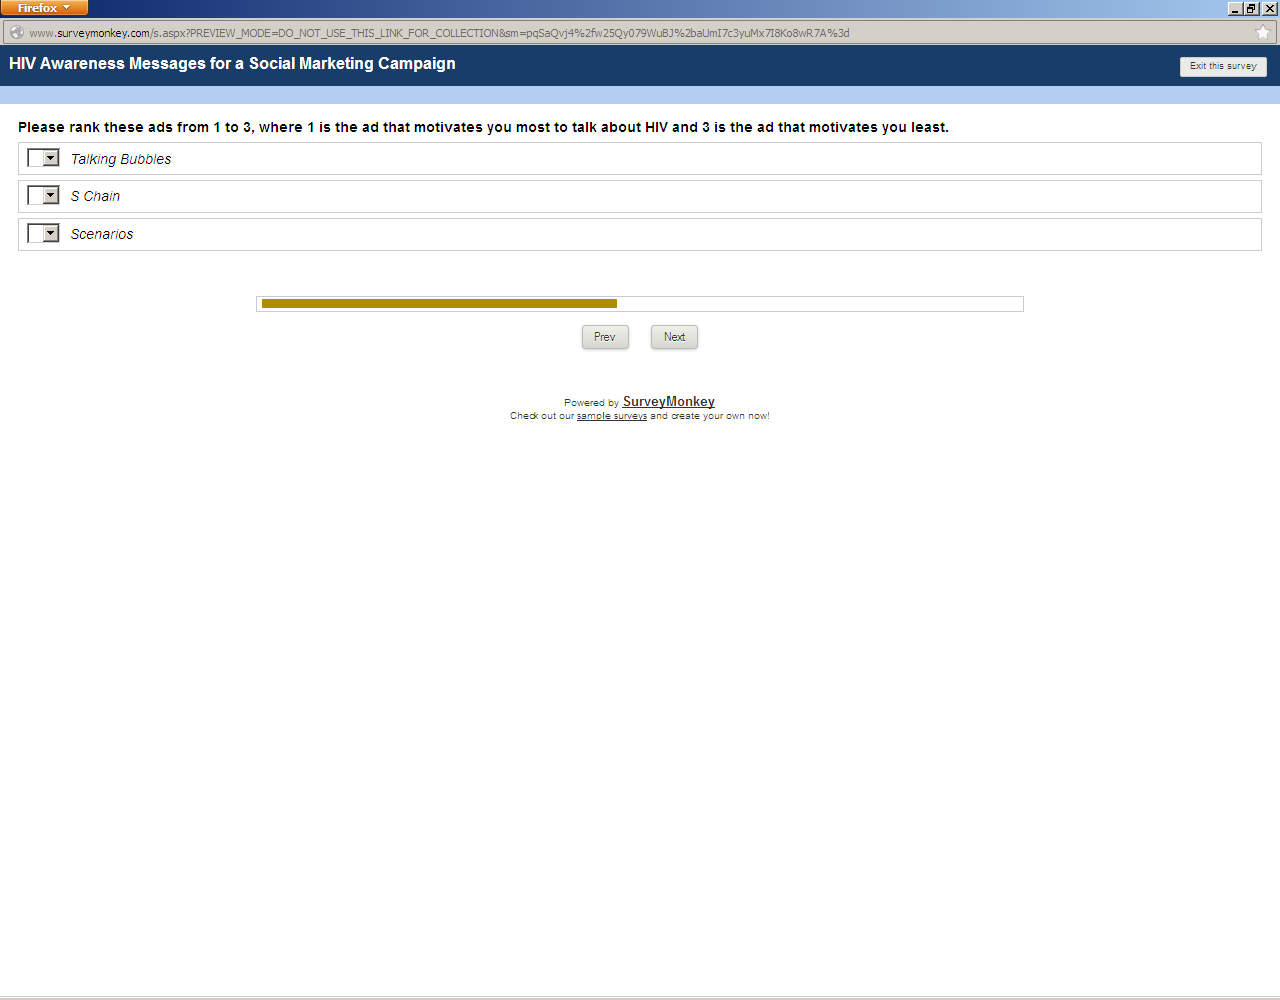 Firefox
www.surveymonkey.com/s.aspx?PREVIEW_MODE=DO_NOT_USE_THIS_LINK_FOR_COLLECTION&sm=pqSaQvj4%2fw25Qy079WuBJ%2baUmI7c3yuMx7I8Ko8wR7A%3d
HIV Awareness Messages for a Social Marketing Campaign
Exit this survey
Please rank these ads from 1 to 3, where 1 is the ad that motivates you most to talk about HIV and 3 is the ad that motivates you least.
Talking Bubbles
S Chain
Scenarios
Prev Next
Powered by SurveyMonkey
Check out our sample surveys and create your own now!